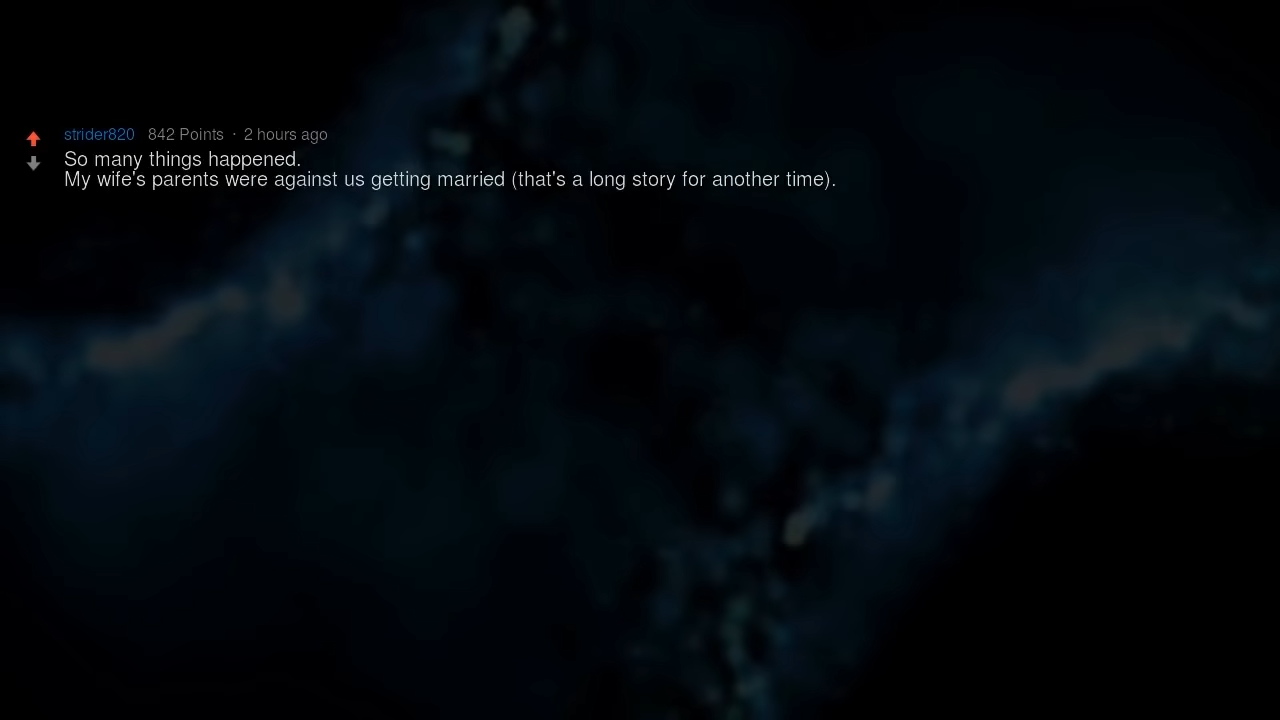 strider820 842 Points · 2 hours ago
So many things happened.
My wife's parents were against us getting married (that's a long story for another time).